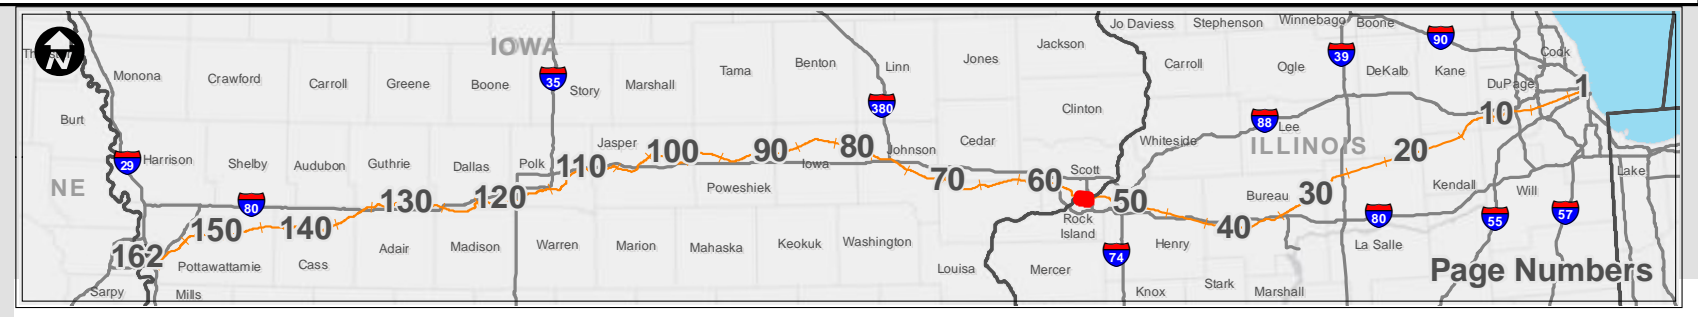 Jo Daviess Stephenson Winnebago Boone
IOWA
Jackson
90
39
Cook
N
Monona Crawford Carroll Greene Boone
35
Story Marshall Tama Benton Linn Jones
Carroll Ogle DeKalb Kane
DuPage 1
380
Clinton
10
Burt
88
Lee
Whiteside
ILLINOIS
29
Harrison Shelby Audubon Guthrie Dallas Polk
110
Jasper
100 90 80
Iowa
Johnson
Cedar
20
NE
Scott
Lake
80
130 120
Poweshiek
70 60
50
Bureau
30
Kendall
Will
150 140
Rock
Island
40
80
55
57
162
Pottawattamie
Cass
Adair
Madison
Warren
Marion
Mahaska
Keokuk
Washington
Louisa
Mercer
74
Henry
La Salle
Page Numbers
Sarpy
Mills
Knox
Stark
Marshall